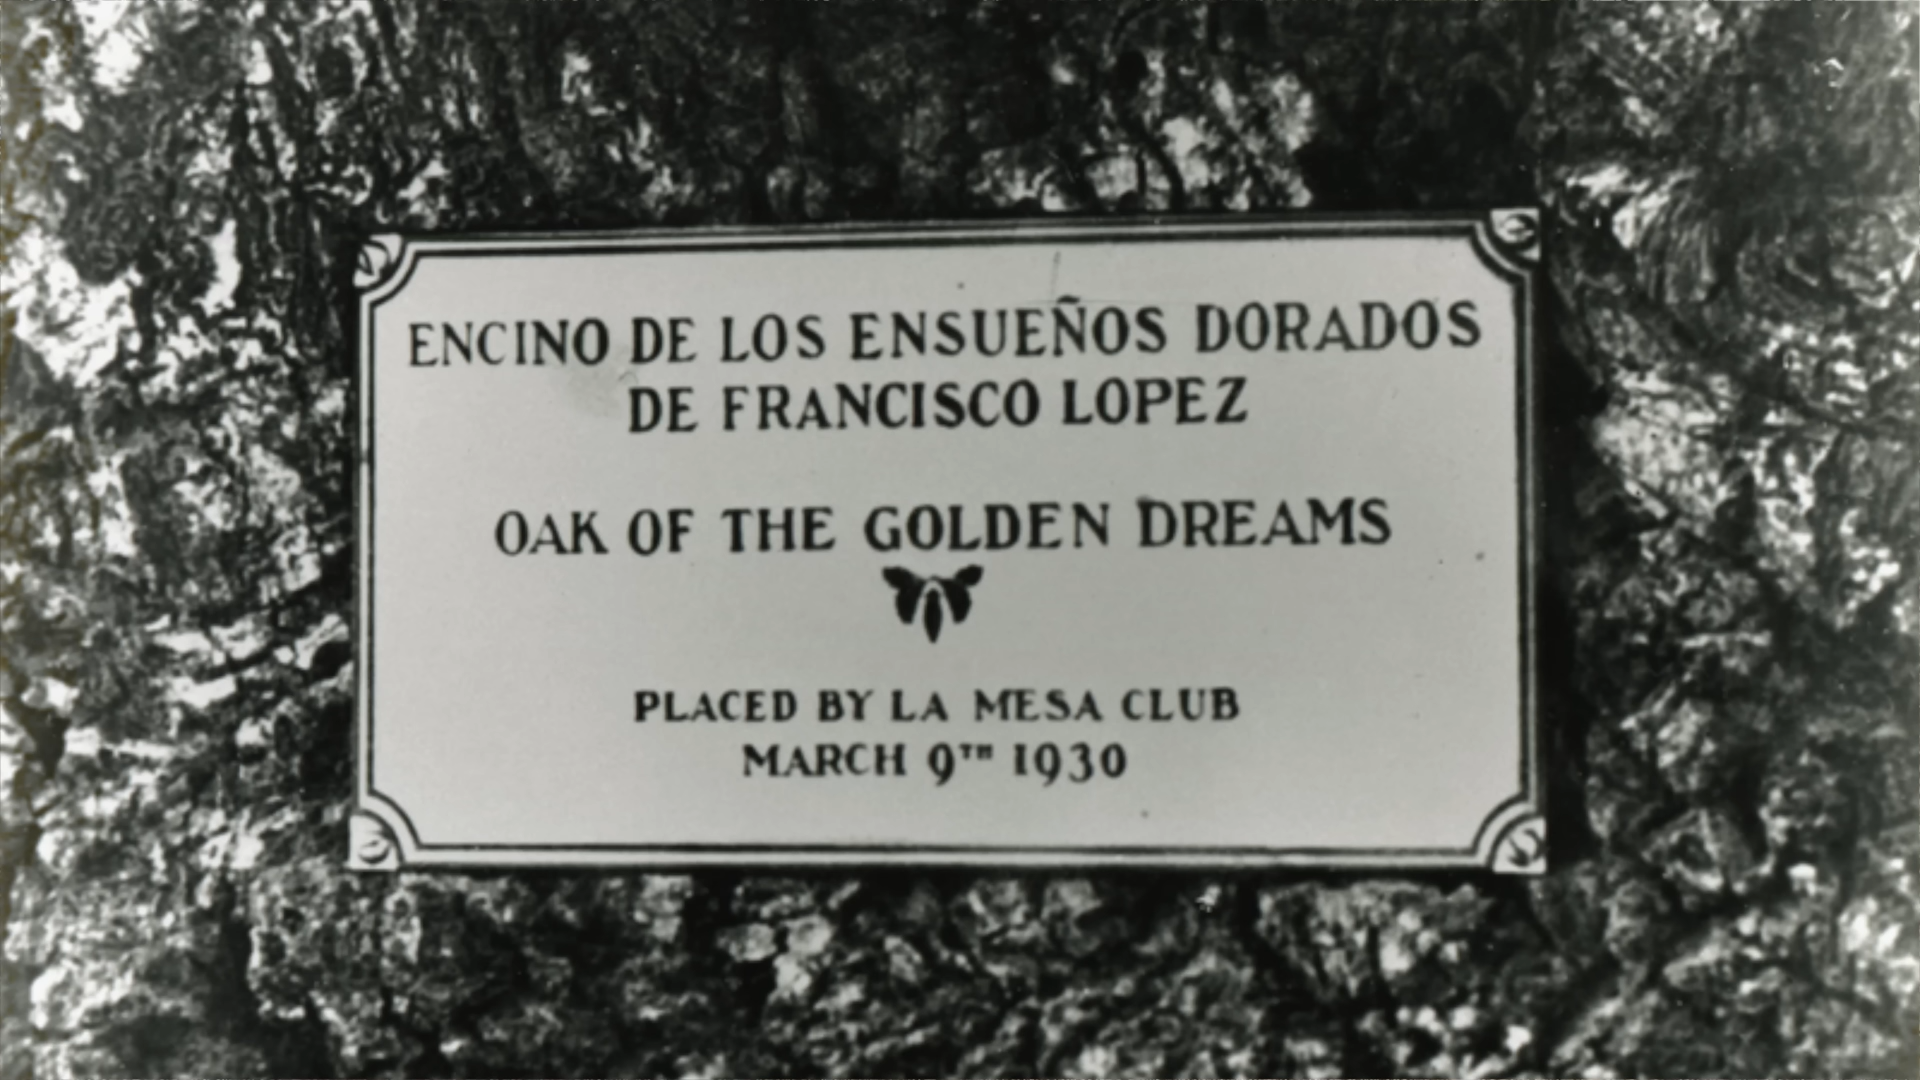 ENCINO DE LOS ENSUEÑOS DORADOS
DE FRANCISCO LOPEZ
OAK OF THE GOLDEN DREAMS
PLACED BY LA MESA CLUB
MARCH 9TH 1930